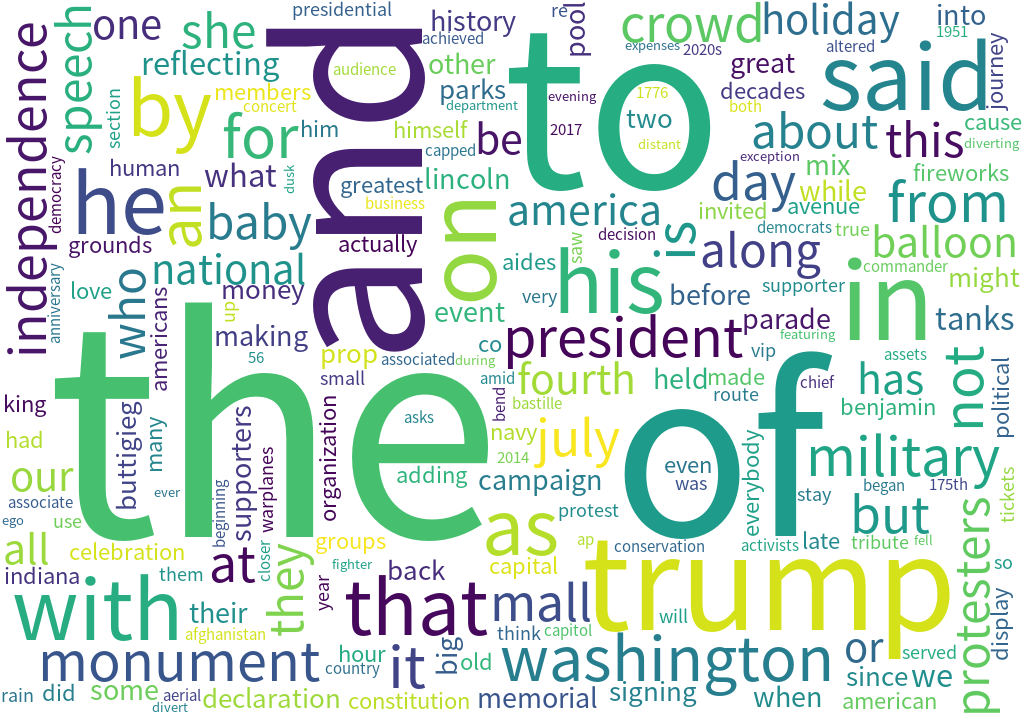 presidential
re
one
she
history
crowd
holiday
into
achieved
pool
expenses
2020s
altered
1951
independence
speech
reflecting
audience
other
great
said
journey
by
members
parks
evening
1776
decades
section
concert
department
and
to
both
about
this
cause
for
him
himself
be
2017
two
distant
diverting
democracy
human
capped
exception
mix
fireworks
he
an
what
dusk
greatest
lincoln
day
while
from
business
america
invited
avenue
baby
on
decision
is
democrats
true
balloon
grounds
actually
saw
along
commander
anniversary
love
who
national
aides
his
in
might
money
very
before
supporter
up
event
parade
tanks
americans
making
president
featuring
56
prop
associated
during
co
vip
assets
the
of
small
amid
fourth
held
made
chief
has
not
political
king
bend
bastille
route
benjamin
buttigieg
supporters
organization
asks
had
many
navy
july
everybody
2014
military
our
adding
campaign
even
ever
was
began
175th
associate
warplanes
stay
tickets
ego
use
beginning
protest
but
protesters
all
celebration
closer
groups
as
ap
conservation
activists
late
tribute
fell
at
they
fighter
capital
trump
indiana
them
year
back
so
with
their
that
mall
display
afghanistan
will
think
capitol
monument
hour
it
big
old
washington
or
served
country
since
we
rain
did
some
aerial
declaration
constitution
memorial
signing
when
american
divert